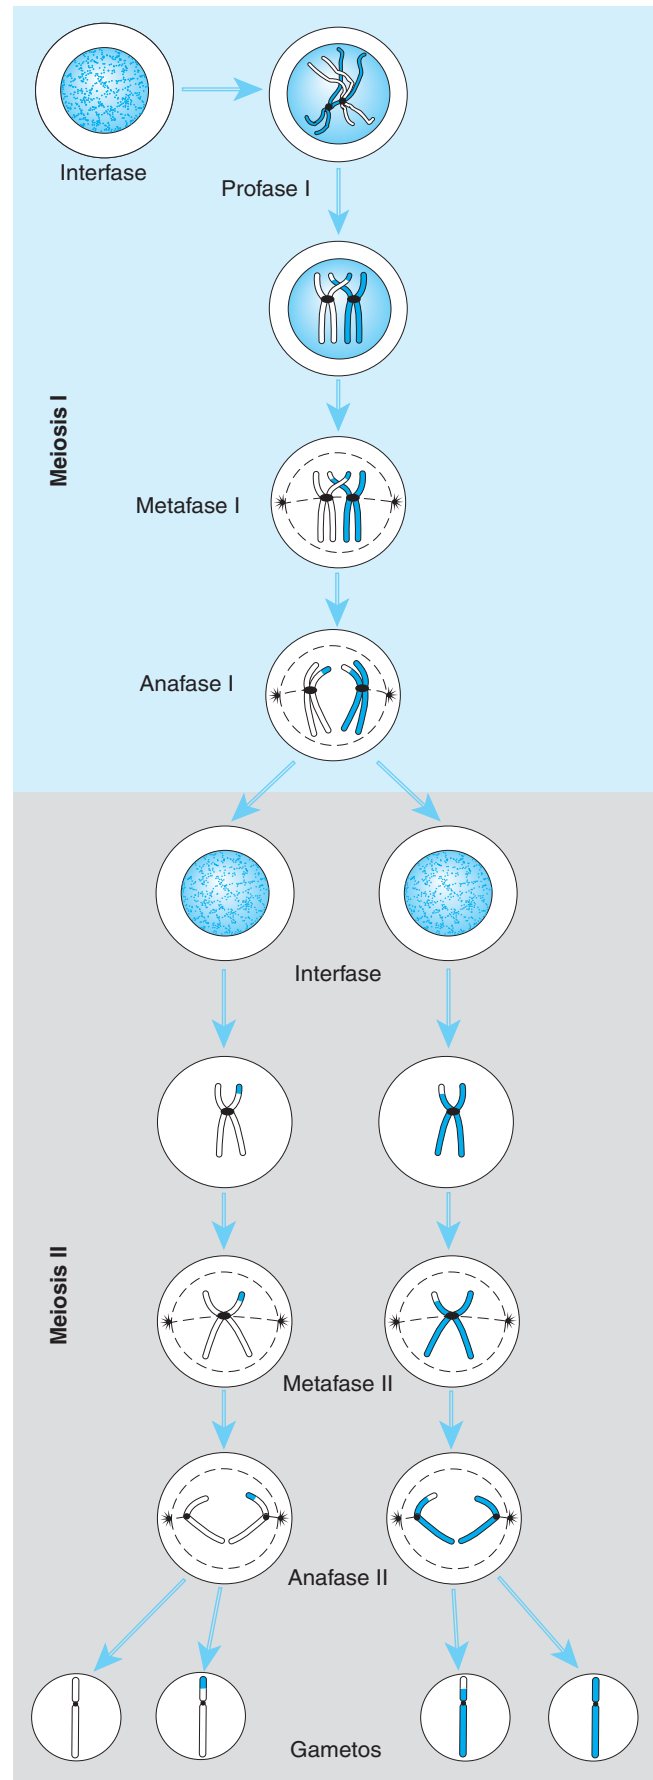 Interfase
Profase I
Meiosis I
Metafase I
Anafase I
Interfase
Meiosis II
Metafase II
Anafase II
Gametos